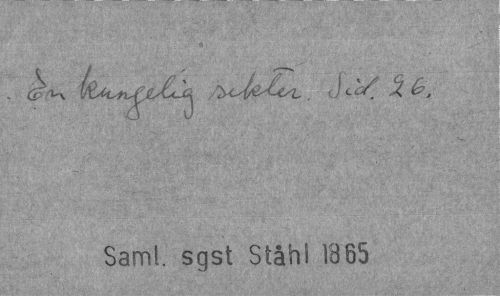 En kungelig sekter. Sid. 26.
Saml. sgst Ståhl 1865